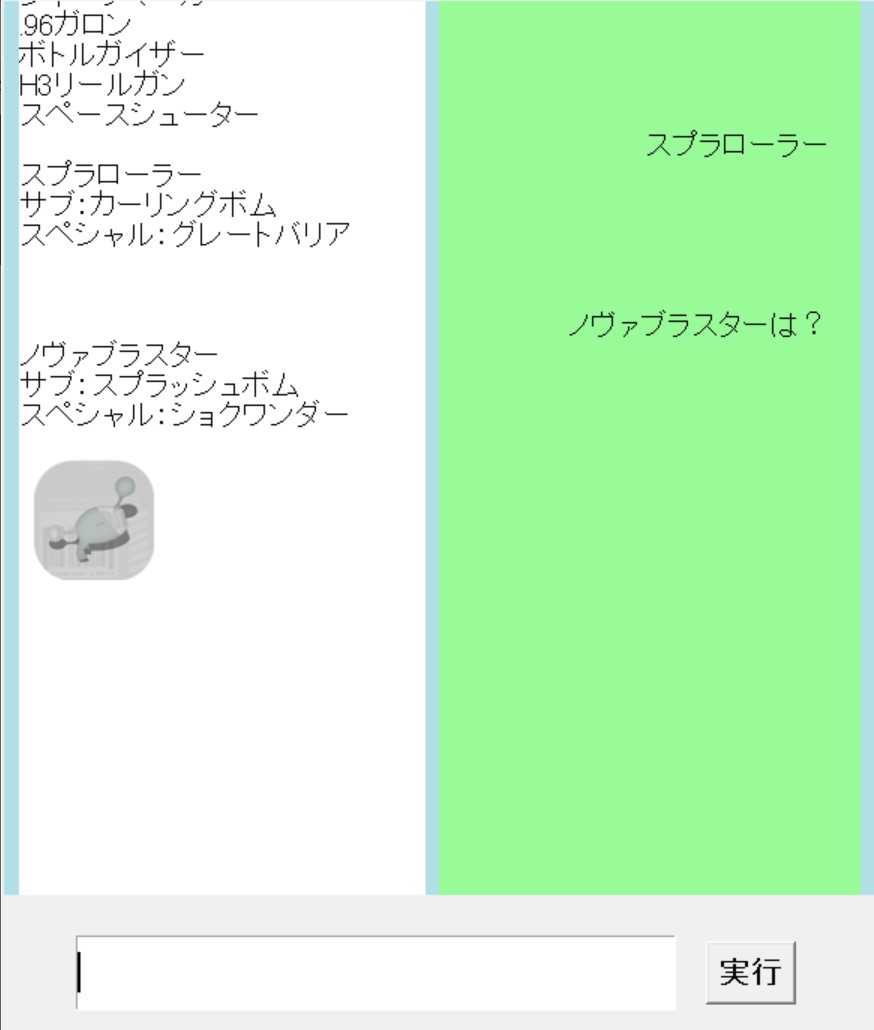 .96ガロン
ボトルガイザー
H3リールガン
スペースシューター
スプラローラー
スプラローラー
サブ:カーリングボム
スペシャル:グレートバリア
ノヴァブラスターは？
ノヴァブラスター
サブ:スプラッシュボム
スペシャル:ショクワンダー
実行